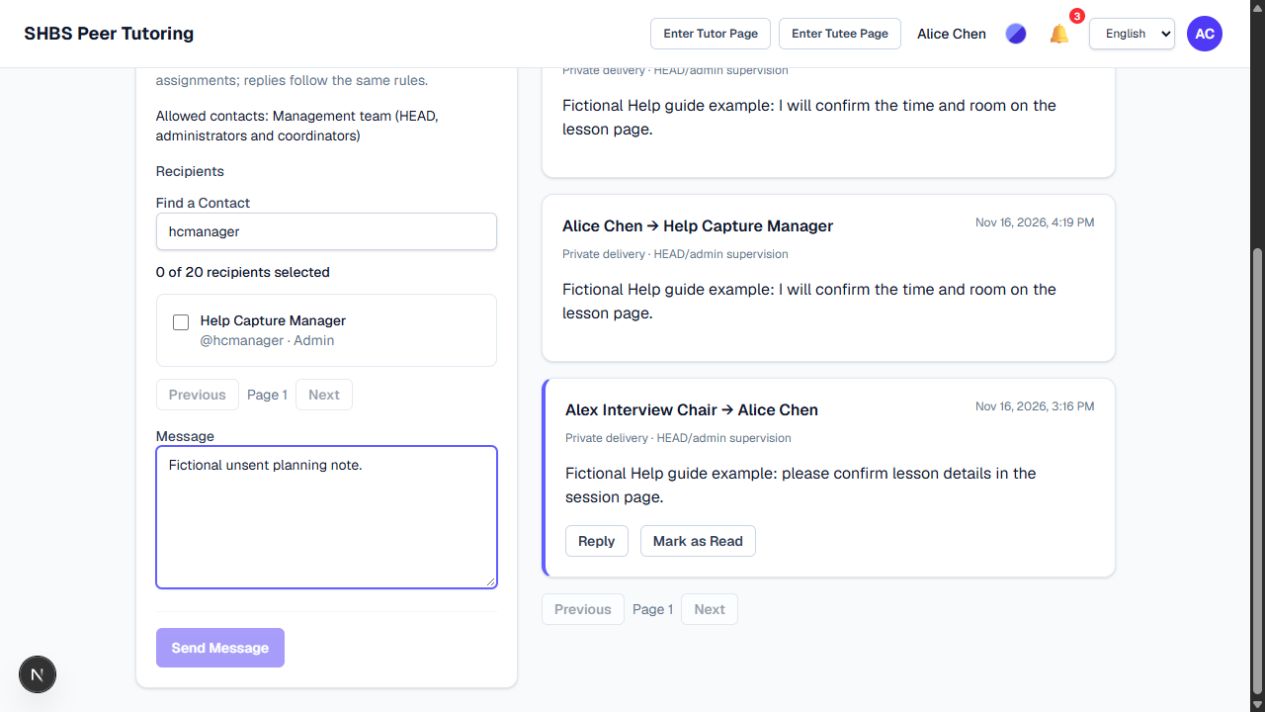 SHBS Peer Tutoring
Enter Tutor Page
Enter Tutee Page
Alice Chen
3
English
AC
assignments; replies follow the same rules.
Allowed contacts: Management team (HEAD,
administrators and coordinators)
Recipients
Find a Contact
hcmanager
0 of 20 recipients selected
Help Capture Manager
@hcmanager · Admin
Previous
Page 1
Next
Message
Fictional unsent planning note.
Send Message
N
Private delivery · HEAD/admin supervision
Fictional Help guide example: I will confirm the time and room on the
lesson page.
Alice Chen → Help Capture Manager
Nov 16, 2026, 4:19 PM
Private delivery · HEAD/admin supervision
Fictional Help guide example: I will confirm the time and room on the
lesson page.
Alex Interview Chair → Alice Chen
Nov 16, 2026, 3:16 PM
Private delivery · HEAD/admin supervision
Fictional Help guide example: please confirm lesson details in the
session page.
Reply
Mark as Read
Previous
Page 1
Next